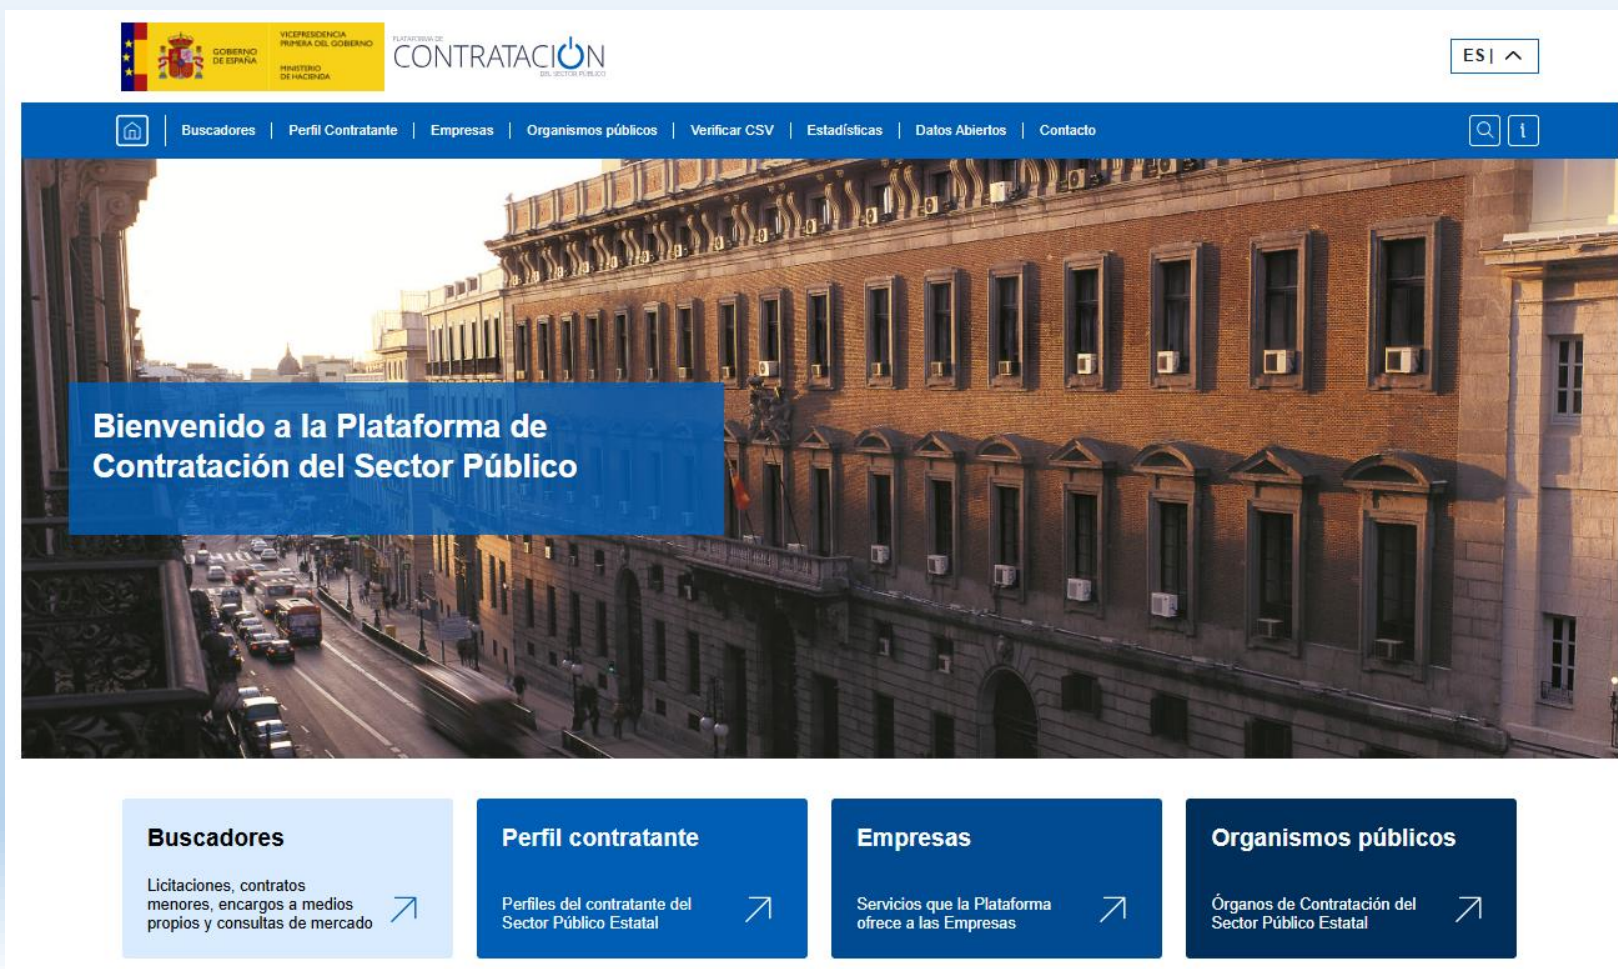 GOBIERNO
DE ESPAÑA
VICEPRESIDENCIA
PRIMERA DEL GOBIERNO
MINISTERIO
DE HACIENDA
PLATAFORMA DE
CONTRATACIÓN
DEL SECTOR PÚBLICO
ES|
Buscadores | Perfil Contratante | Empresas | Organismos públicos | Verificar CSV | Estadísticas | Datos Abiertos | Contacto
i
Bienvenido a la Plataforma de
Contratación del Sector Público
Buscadores
Licitaciones, contratos
menores, encargos a medios
propios y consultas de mercado
Perfil contratante
Perfiles del contratante del
Sector Público Estatal
Empresas
Servicios que la Plataforma
ofrece a las Empresas
Organismos públicos
Órganos de Contratación del
Sector Público Estatal